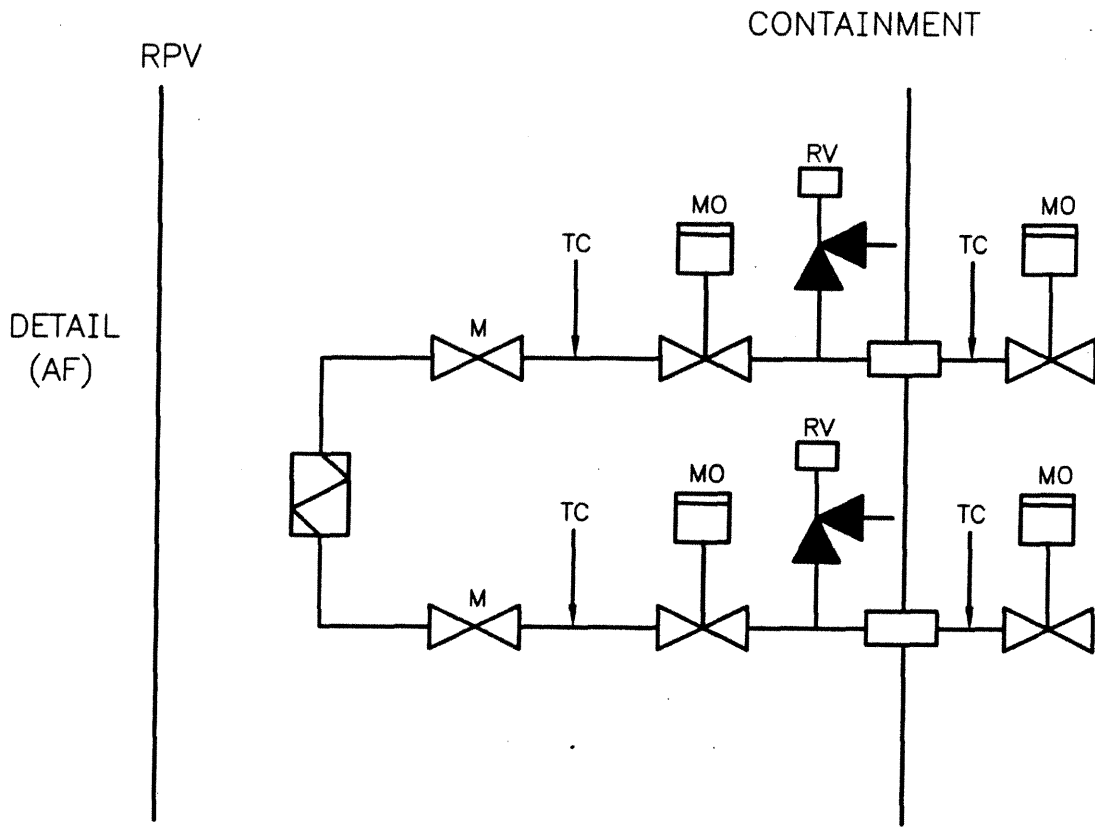 CONTAINMENT
RPV
RV
MO
MO
TC
TC
DETAIL
(AF)
M
RV
MO
MO
TC
TC
M